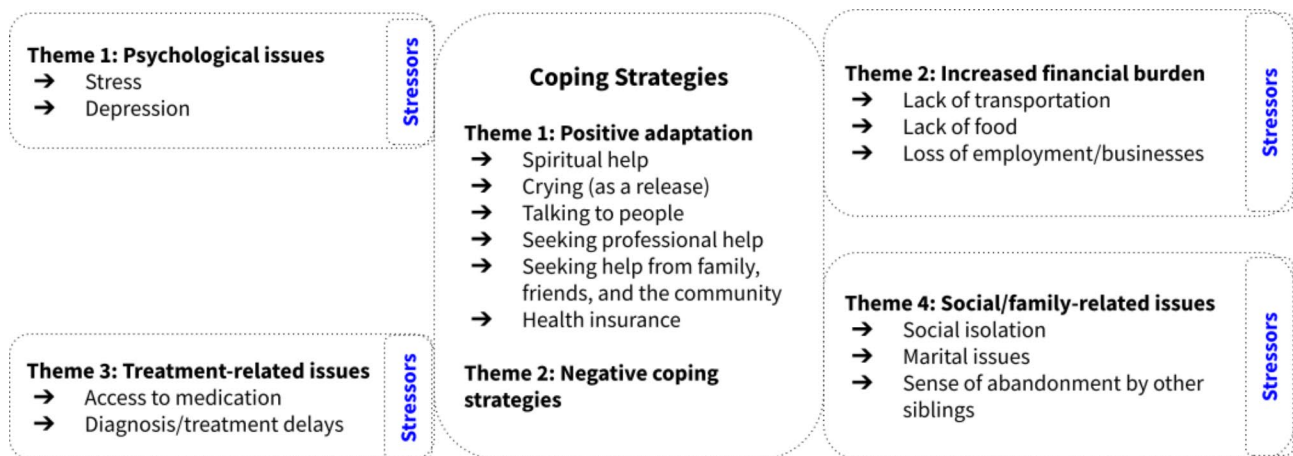 Theme 1: Psychological issues
➔ Stress
➔ Depression
Stressors
Theme 3: Treatment-related issues
➔ Access to medication
➔ Diagnosis/treatment delays
Stressors
Coping Strategies
Theme 1: Positive adaptation
➔ Spiritual help
➔ Crying (as a release)
➔ Talking to people
➔ Seeking professional help
➔ Seeking help from family,
friends, and the community
➔ Health insurance
Theme 2: Negative coping
strategies
Theme 2: Increased financial burden
➔ Lack of transportation
➔ Lack of food
➔ Loss of employment/businesses
Stressors
Theme 4: Social/family-related issues
➔ Social isolation
➔ Marital issues
➔ Sense of abandonment by other
siblings
Stressors